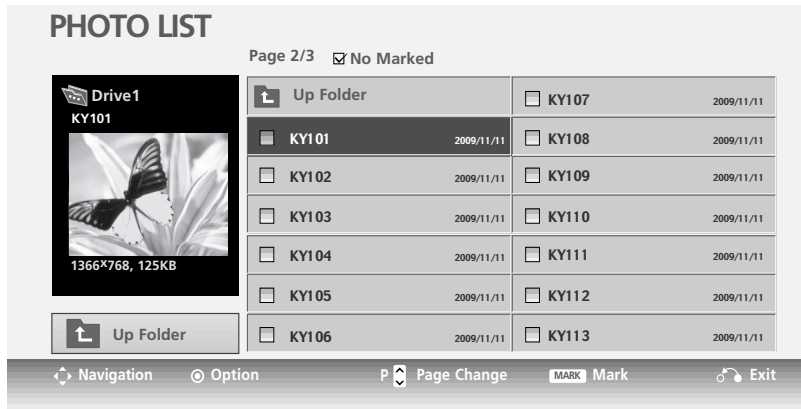 PHOTO LIST
Page 2/3 No Marked
Drive1
KY101
1366x768, 125KB
Up Folder
Up Folder
KY101 2009/11/11
KY102 2009/11/11
KY103 2009/11/11
KY104 2009/11/11
KY105 2009/11/11
KY106 2009/11/11
KY107 2009/11/11
KY108 2009/11/11
KY109 2009/11/11
KY110 2009/11/11
KY111 2009/11/11
KY112 2009/11/11
KY113 2009/11/11
Navigation Option P Page Change MARK Mark Exit